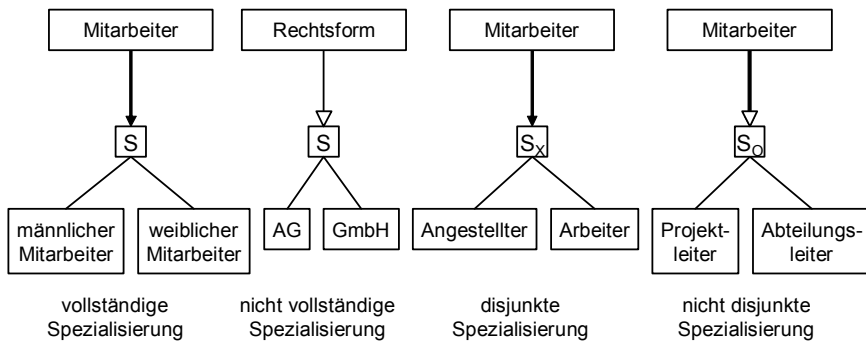 Mitarbeiter
Rechtsform
Mitarbeiter
Mitarbeiter
S
S
SX
SO
männlicher
Mitarbeiter
weiblicher
Mitarbeiter
AG
GmbH
Angestellter
Arbeiter
Projekt-
leiter
Abteilungs-
leiter
vollständige
Spezialisierung
nicht vollständige
Spezialisierung
disjunkte
Spezialisierung
nicht disjunkte
Spezialisierung